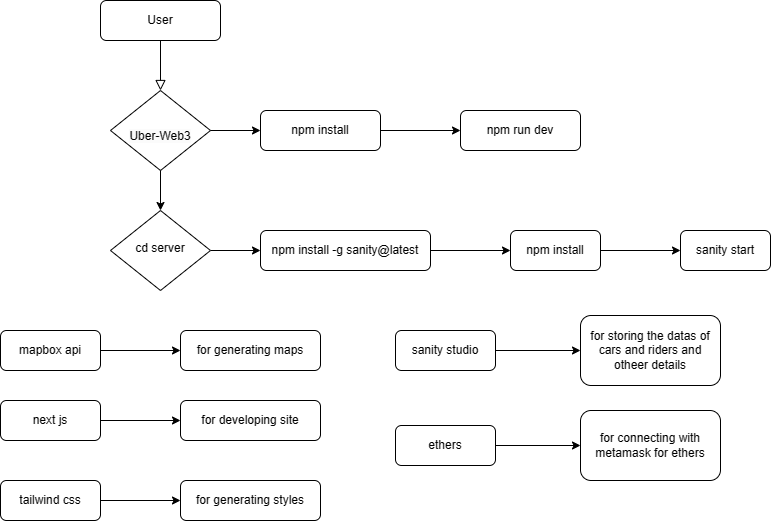 User
Uber-Web3
npm install
npm run dev
cd server
npm install -g sanity@latest
npm install
sanity start
mapbox api
for generating maps
sanity studio
for storing the datas of
cars and riders and
otheer details
next js
for developing site
ethers
for connecting with
metamask for ethers
tailwind css
for generating styles